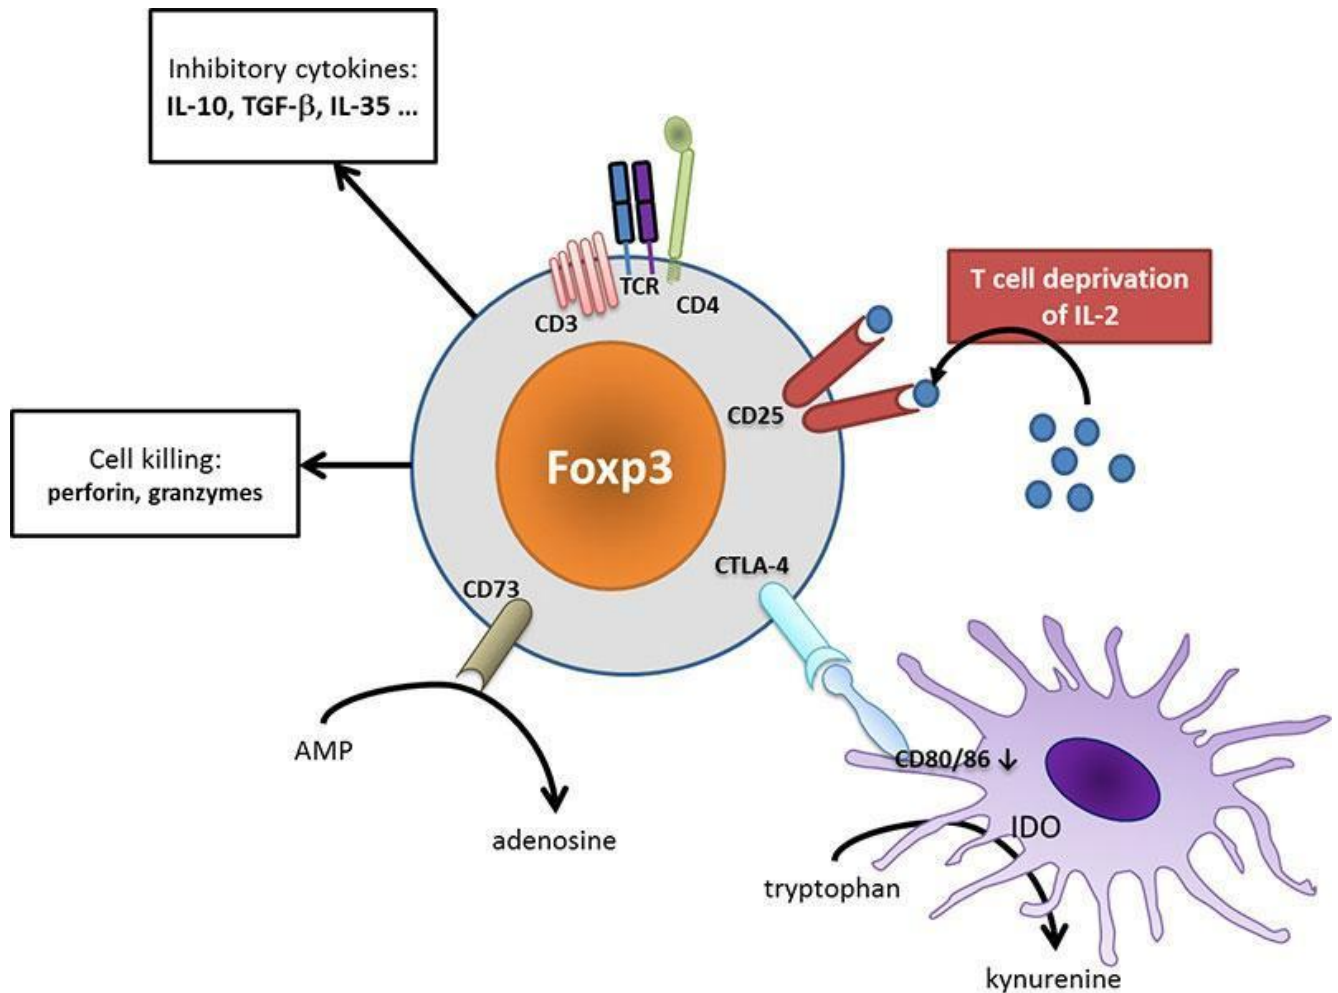 Inhibitory cytokines:
IL-10, TGF-β, IL-35 ...
TCR
CD4
CD3
T cell deprivation
of IL-2
CD25
Cell killing:
perforin, granzymes
Foxp3
CTLA-4
CD73
AMP
adenosine
CD80/86 ↓
IDO
tryptophan
kynurenine